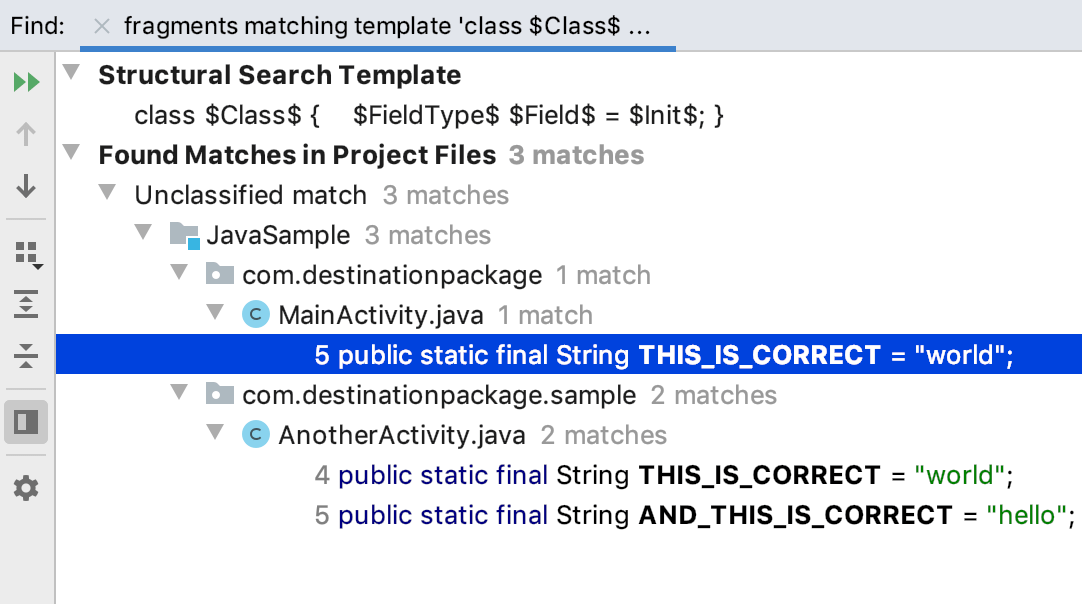 Find: fragments matching template 'class $Class$ ...
Structural Search Template
class $Class$ { $FieldType$ $Field$ = $Init$; }
Found Matches in Project Files 3 matches
Unclassified match 3 matches
JavaSample 3 matches
com.destinationpackage 1 match
C MainActivity.java 1 match
5 public static final String THIS_IS_CORRECT = "world";
com.destinationpackage.sample 2 matches
C AnotherActivity.java 2 matches
4 public static final String THIS_IS_CORRECT = "world";
5 public static final String AND_THIS_IS_CORRECT = "hello";